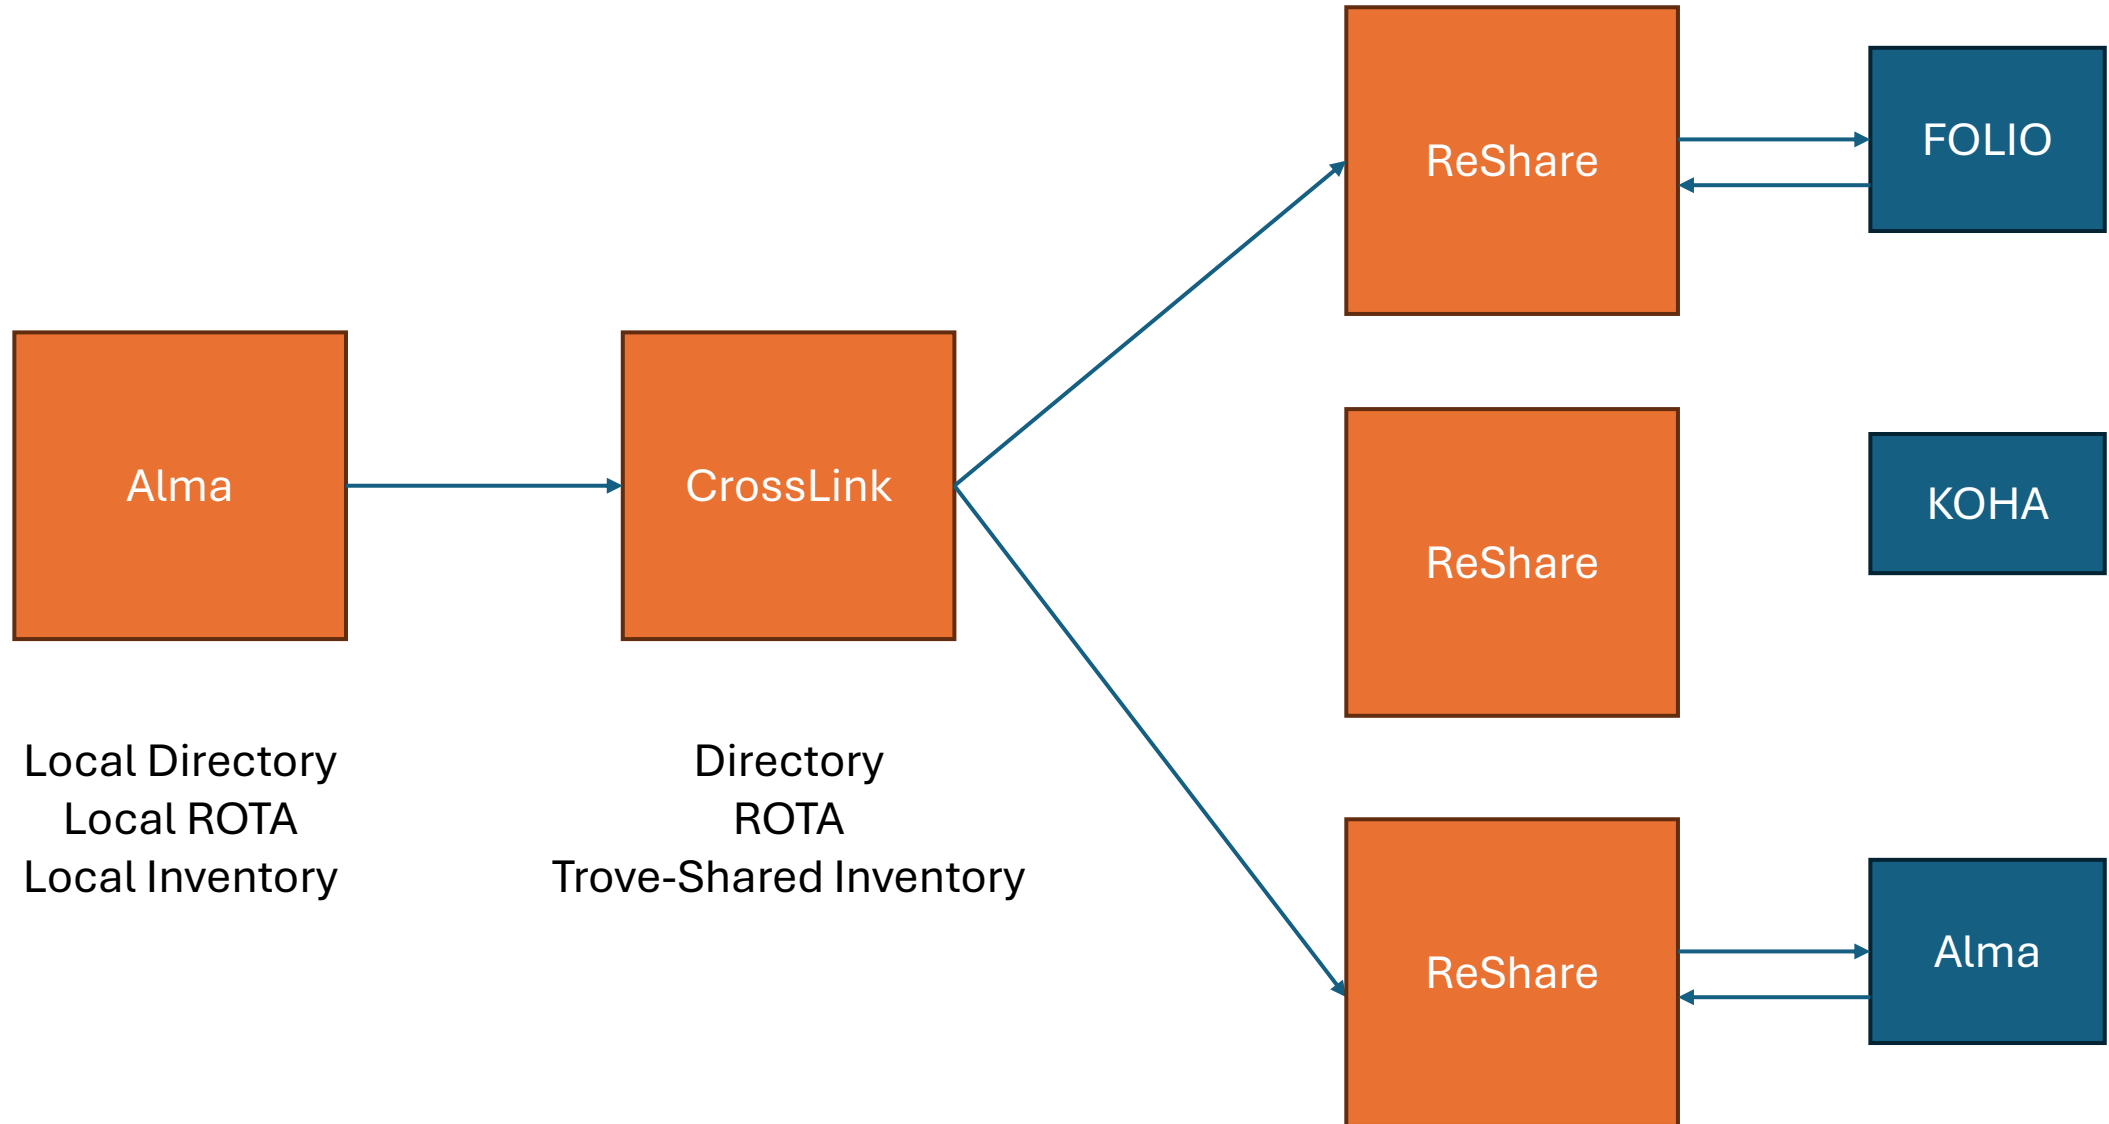 Alma
Local Directory
Local ROTA
Local Inventory
CrossLink
Directory
ROTA
Trove-Shared Inventory
ReShare
FOLIO
ReShare
KOHA
ReShare
Alma